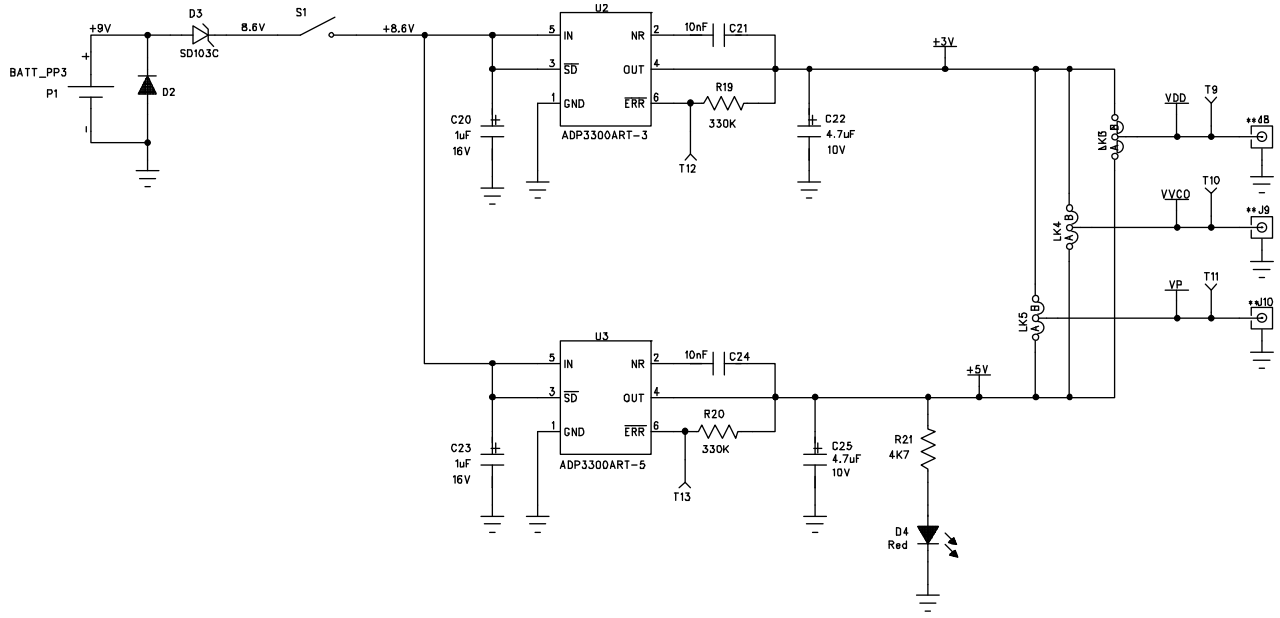 D3
S1
U2
+9V
8.6V
+8.6V
SD103C
BATT_PP3
P1
+
-
D2
5
IN
NR
2
10nF
C21
3
SD
OUT
4
+3V
1
GND
ERR
6
R19
330K
ADP3300ART-3
C20
1uF
16V
+
T12
C22
4.7uF
10V
+
VDD
T9
**J8
B
A
VVCO
T10
**J9
LK4
B
A
VP
T11
**J10
LK5
B
A
U3
5
IN
NR
2
10nF
C24
3
SD
OUT
4
+5V
1
GND
ERR
6
R20
330K
ADP3300ART-5
C23
1uF
16V
+
T13
C25
4.7uF
10V
+
R21
4K7
D4
Red